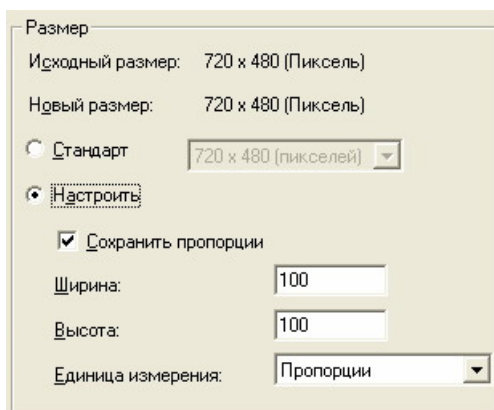 Размер
Исходный размер: 720 x 480 (Пиксель)
Новый размер: 720 x 480 (Пиксель)
Стандарт 720 x 480 (пикселей)
Настроить
Сохранить пропорции
Ширина: 100
Высота: 100
Единица измерения: Пропорции